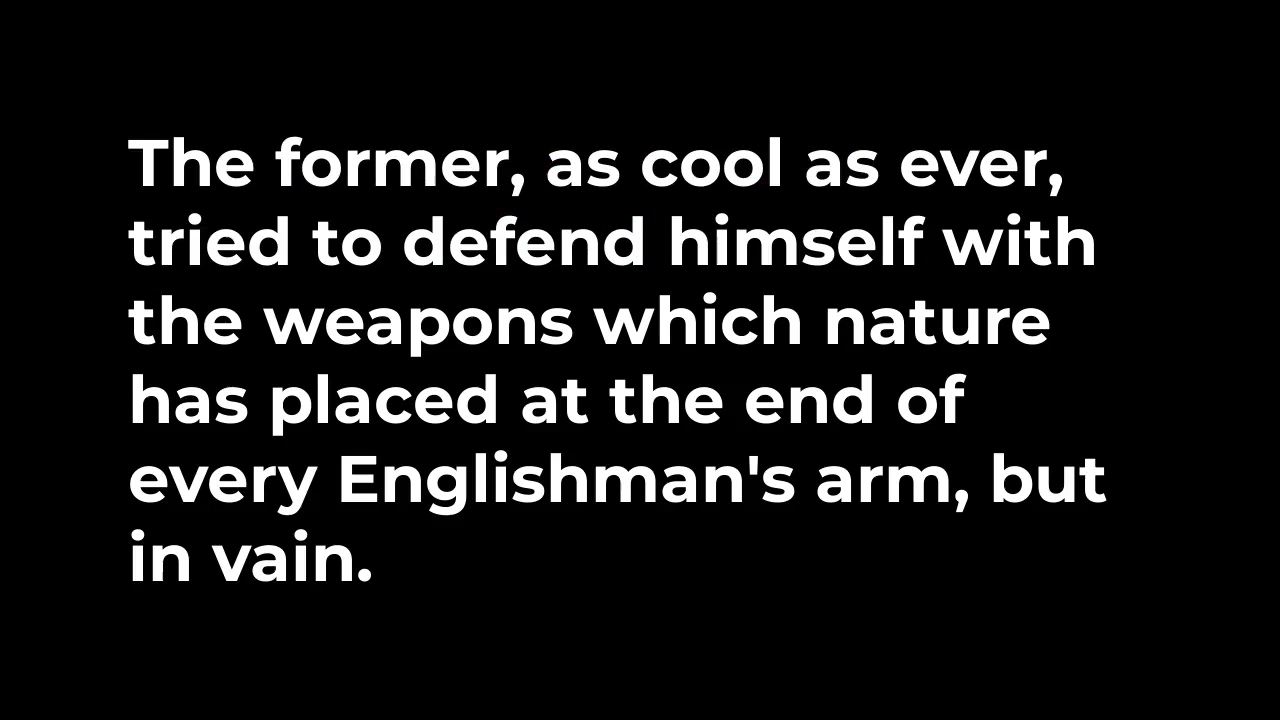 The former, as cool as ever,
tried to defend himself with
the weapons which nature
has placed at the end of
every Englishman's arm, but
in vain.